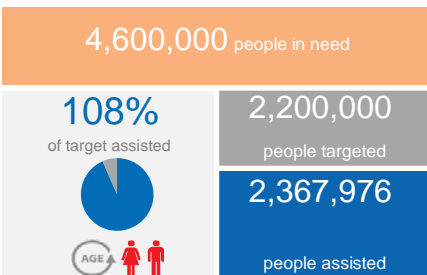 4,600,000 people in need
108%
of target assisted
AGE
2,200,000
people targeted
2,367,976
people assisted